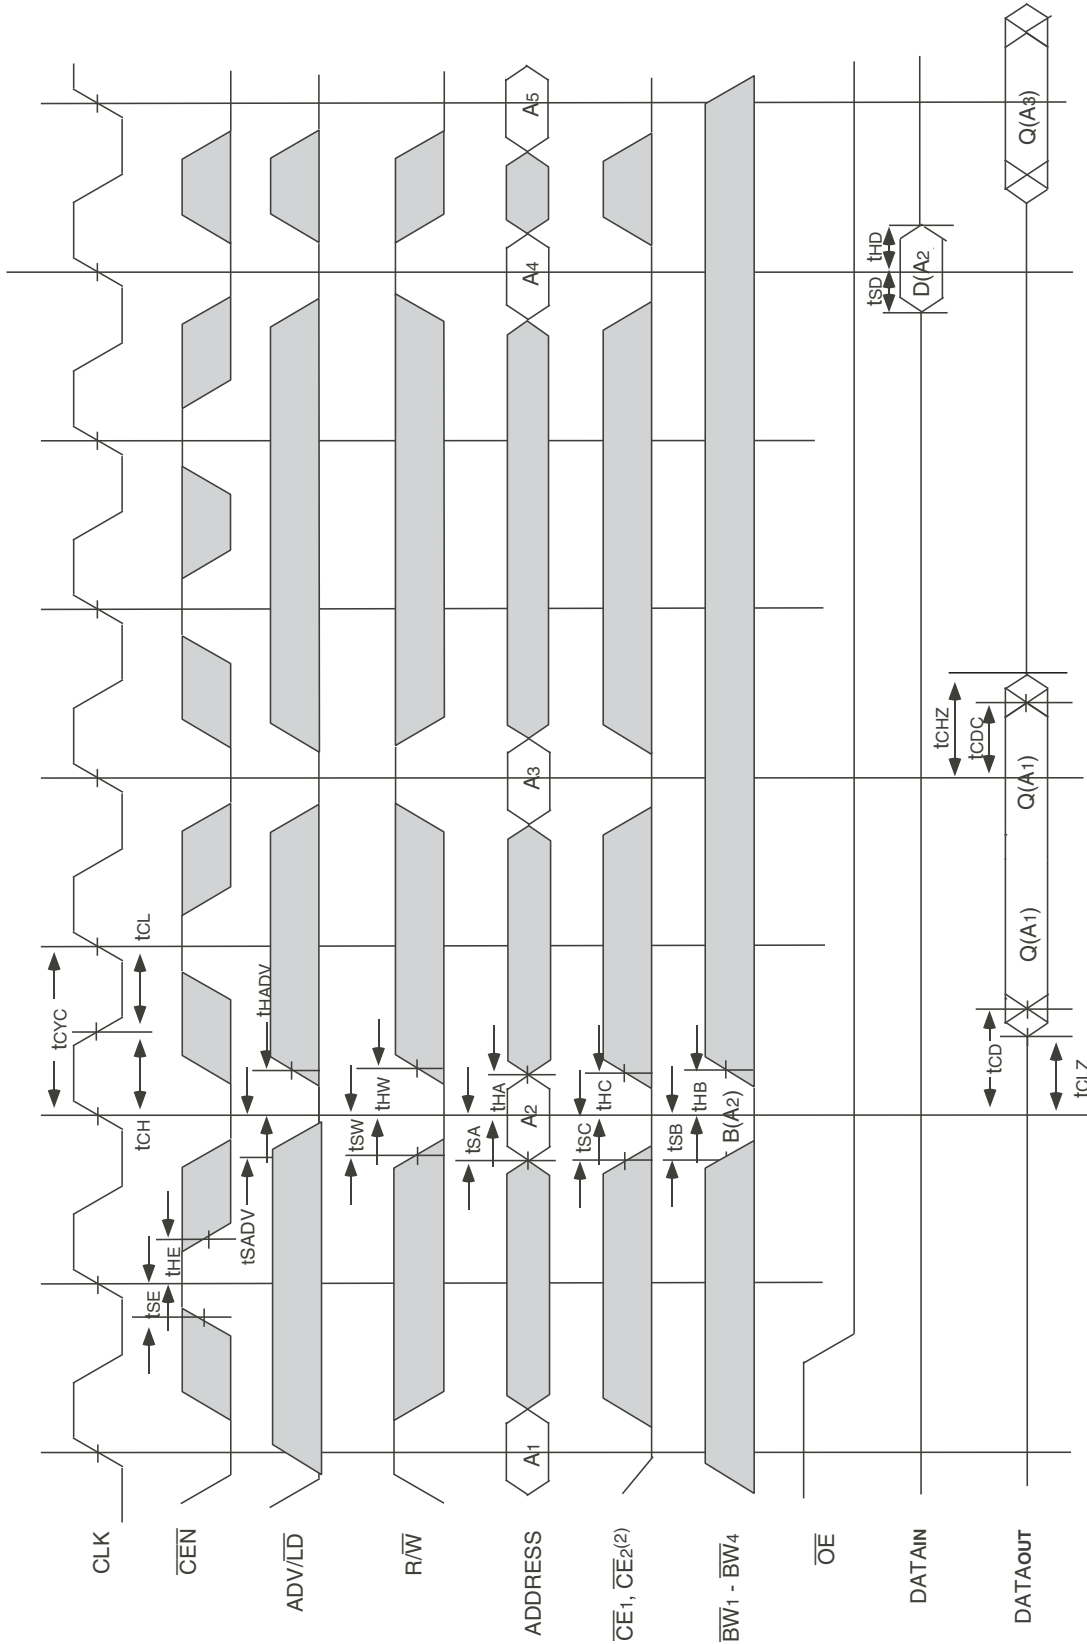 CLK
tCYC
tCH
tCL
CEN
tSE
tHE
ADV/LD
tSADV
tHADV
R/W
tSW
tHW
ADDRESS
A1
tSA
tHA
A2
A3
A4
A5
CE1, CE2(2)
tSC
tHC
BW1 - BW4
tSB
tHB
B(A2)
OE
DATAIN
tSD
tHD
D(A2
DATAOUT
tCD
tCLZ
Q(A1)
Q(A1)
tCHZ
tCDC
Q(A3)